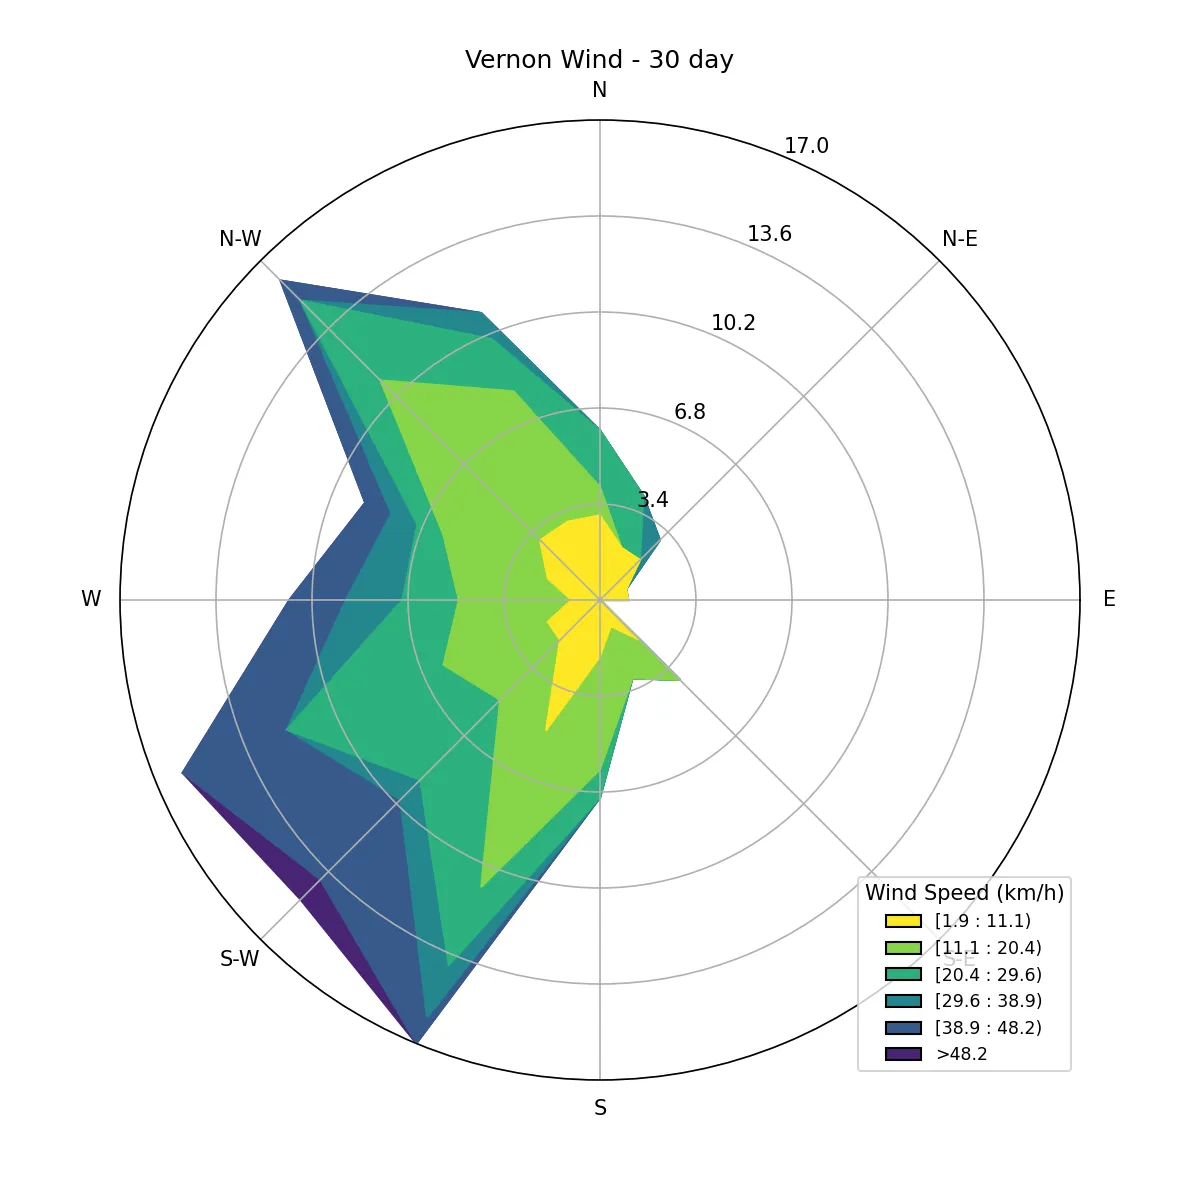 Vernon Wind - 30 day
N
17.0
13.6
N-W
N-E
10.2
6.8
3.4
W
E
Wind Speed (km/h)
[1.9 : 11.1)
[11.1 : 20.4)
S-W
S-E
[20.4 : 29.6)
[29.6 : 38.9)
[38.9 : 48.2)
>48.2
S